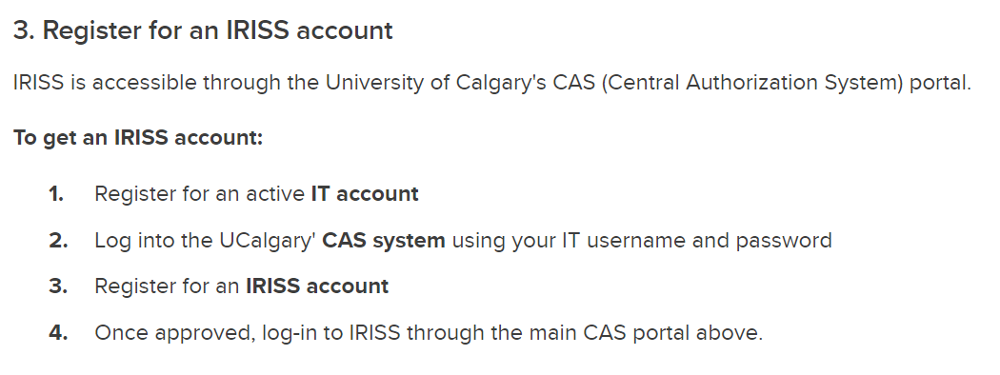 3. Register for an IRISS account
IRISS is accessible through the University of Calgary's CAS (Central Authorization System) portal.
To get an IRISS account:
1. Register for an active IT account
2. Log into the UCalgary' CAS system using your IT username and password
3. Register for an IRISS account
4. Once approved, log-in to IRISS through the main CAS portal above.